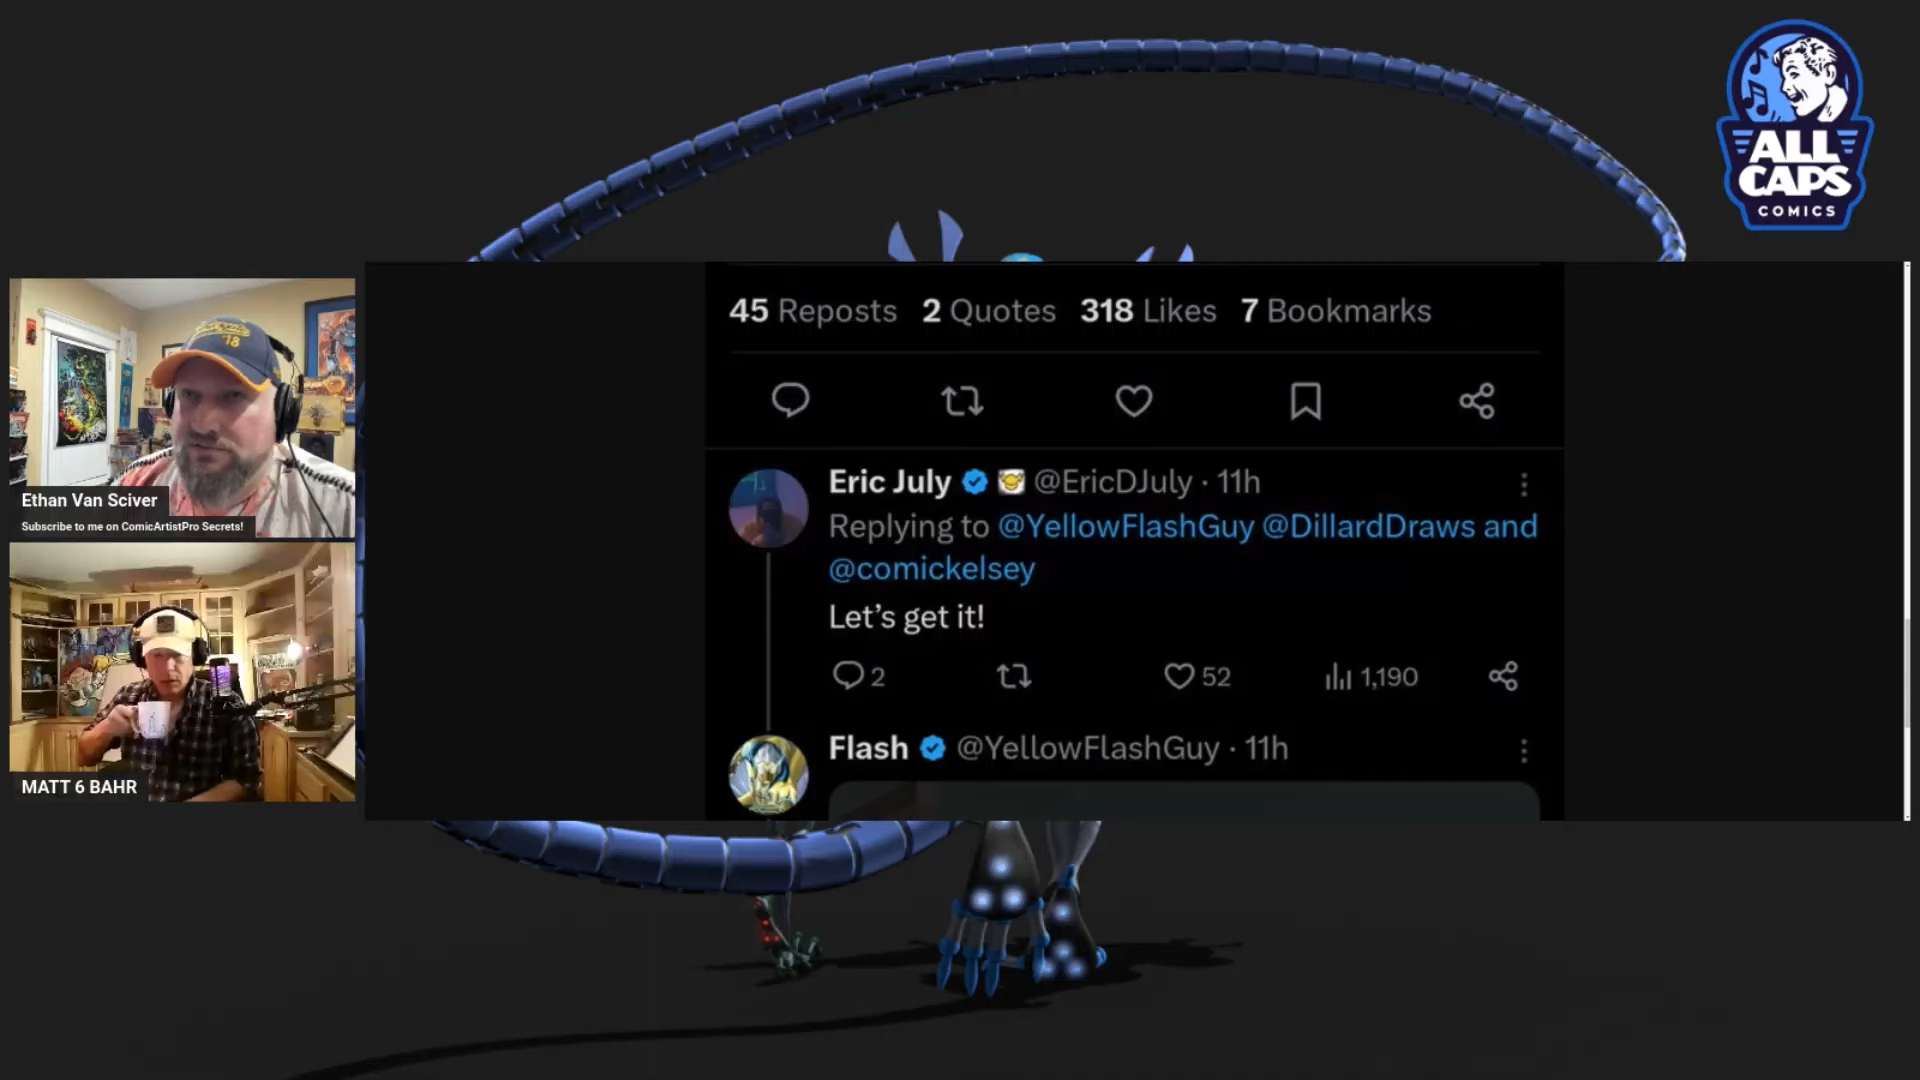 ALL
CAPS
COMICS
45 Reposts 2 Quotes 318 Likes 7 Bookmarks
Eric July @EricDJuly · 11h
Replying to @YellowFlashGuy @DillardDraws and
@comickelsey
Let's get it!
2 52 1,190
Flash @YellowFlashGuy · 11h
'18
Ethan Van Sciver
Subscribe to me on ComicArtistPro Secrets!
MATT 6 BAHR